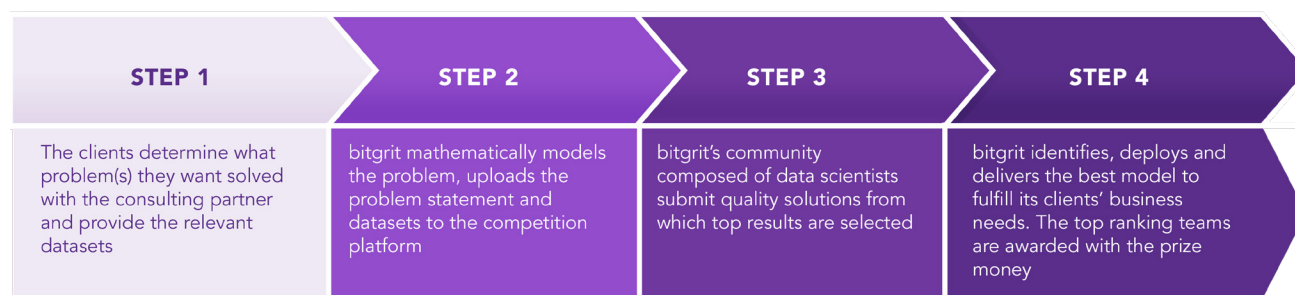 STEP 1
The clients determine what
problem(s) they want solved
with the consulting partner
and provide the relevant
datasets
STEP 2
bitgrit mathematically models
the problem, uploads the
problem statement and
datasets to the competition
platform
STEP 3
bitgrit’s community
composed of data scientists
submit quality solutions from
which top results are selected
STEP 4
bitgrit identifies, deploys and
delivers the best model to
fulfill its clients’ business
needs. The top ranking teams
are awarded with the prize
money